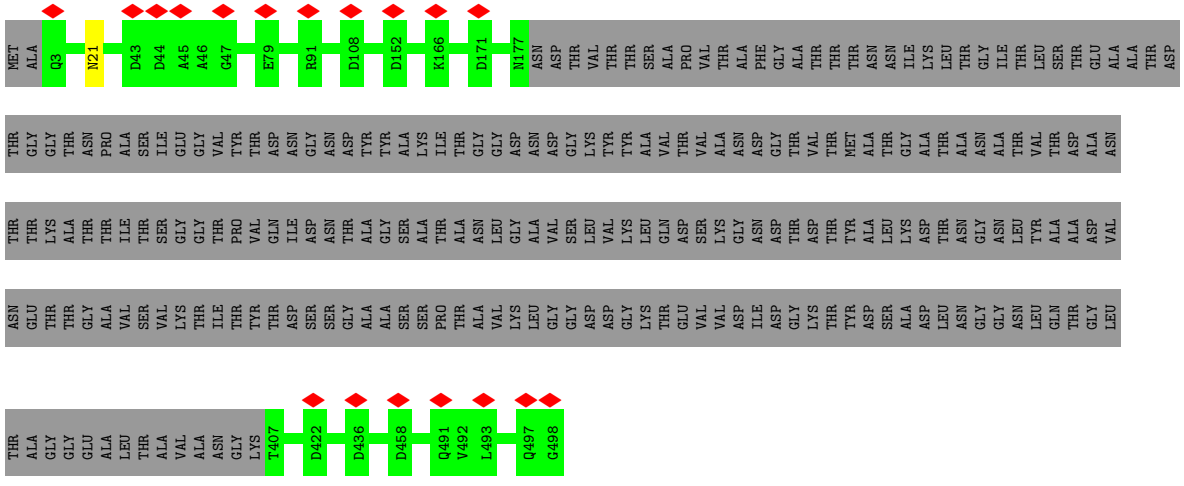 MET ALA Q3 N21 D43 D44 A45 A46 G47 E79 R91 D108 D152 K166 D171 N177 ASN ASP THR VAL THR THR SER ALA PRO VAL THR ALA PHE GLY ALA THR THR THR ASN ASN ILE LYS LEU THR GLY ILE THR LEU SER THR GLU ALA ALA THR ASP
THR GLY GLY THR ASN PRO ALA SER ILE GLU GLY VAL TYR THR ASP ASN GLY ASN ASP TYR TYR ALA LYS ILE THR GLY GLY ASP ASN ASP GLY LYS TYR TYR ALA VAL THR VAL ALA ASN ASP GLY THR VAL THR MET ALA THR GLY ALA THR ALA ASN ALA THR VAL THR ASP ALA ASN
THR THR LYS ALA THR THR ILE THR SER GLY GLY THR PRO VAL GLN ILE ASP ASN THR ALA GLY SER ALA THR ALA ASN LEU GLY ALA VAL SER LEU VAL LYS LEU GLN ASP SER LYS GLY ASN ASP THR ASP THR TYR ALA LEU LYS ASP THR ASN GLY ASN LEU TYR ALA ALA ASP VAL
ASN GLU THR THR GLY ALA VAL SER VAL LYS THR ILE THR TYR THR ASP SER SER GLY ALA ALA SER SER PRO THR ALA VAL LYS LEU GLY GLY ASP ASP GLY LYS THR GLU VAL VAL ASP ILE ASP GLY LYS THR TYR ASP SER ALA ASP LEU ASN GLY GLY ASN LEU GLN THR GLY LEU
THR ALA GLY GLY GLU ALA LEU THR ALA VAL ALA ASN GLY LYS T407 D422 D436 D458 Q491 V492 L493 Q497 G498